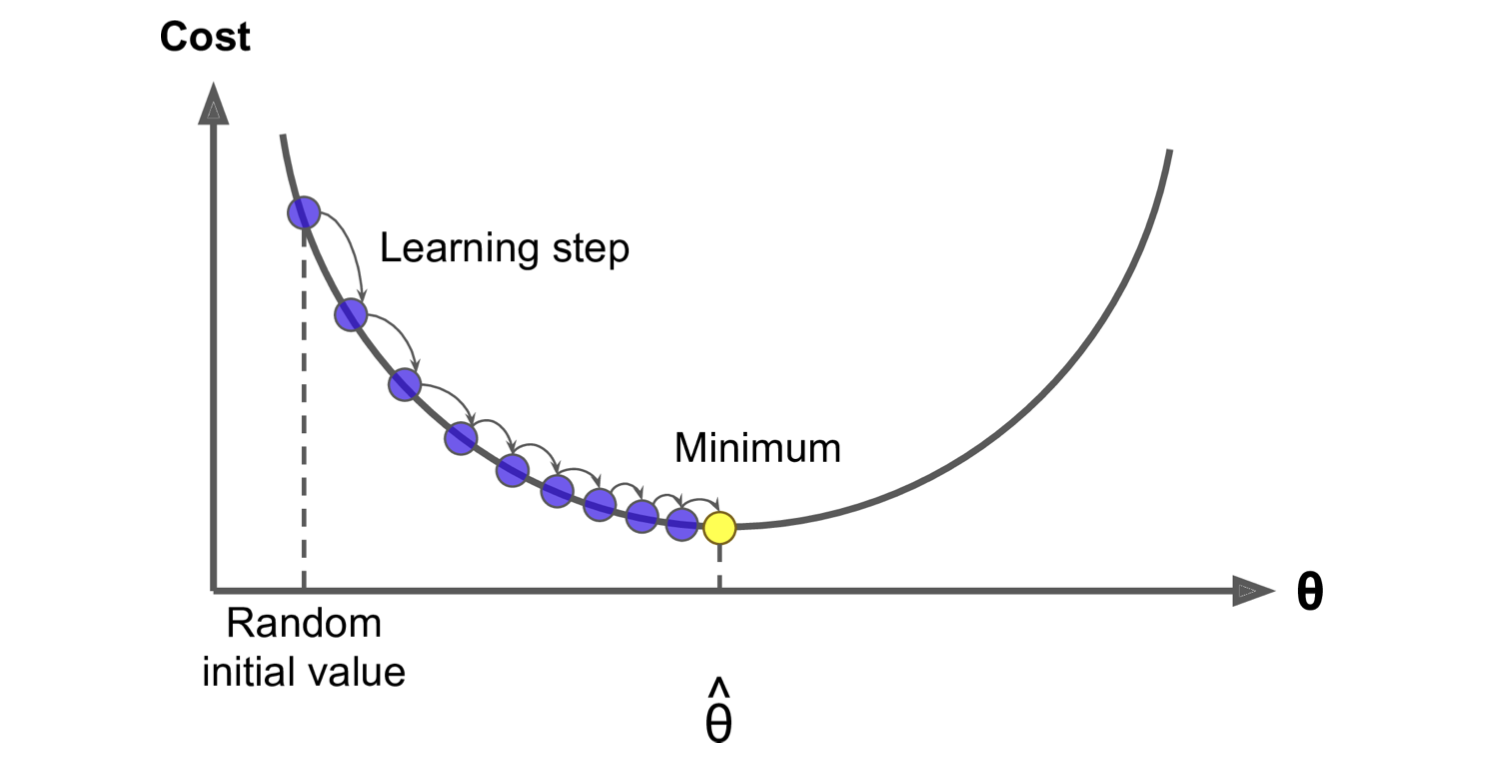 Cost
Learning step
Minimum
θ
Random
initial value
θ̂